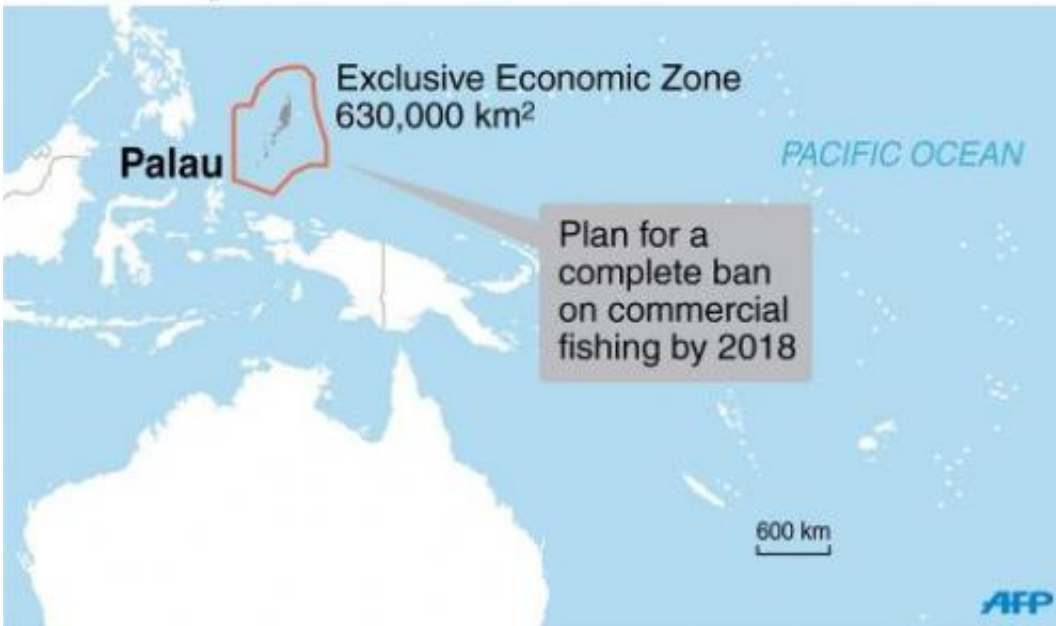 Exclusive Economic Zone
630,000 km²
Palau
PACIFIC OCEAN
Plan for a
complete ban
on commercial
fishing by 2018
600 km
AFP